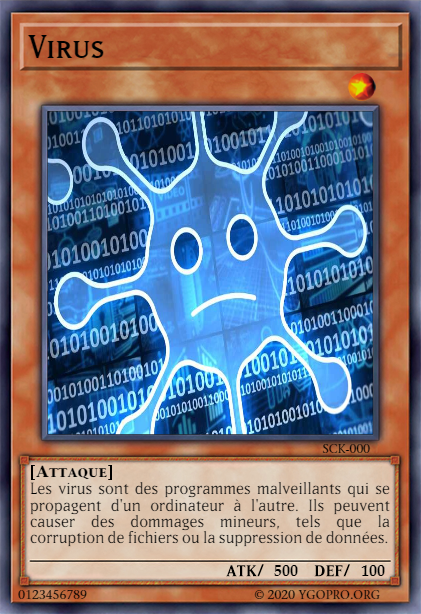 Virus
SCK-000
[Attaque]
Les virus sont des programmes malveillants qui se
propagent d'un ordinateur à l'autre. Ils peuvent
causer des dommages mineurs, tels que la
corruption de fichiers ou la suppression de données.
ATK/ 500 DEF/ 100
0123456789 © 2020 YGOPRO.ORG